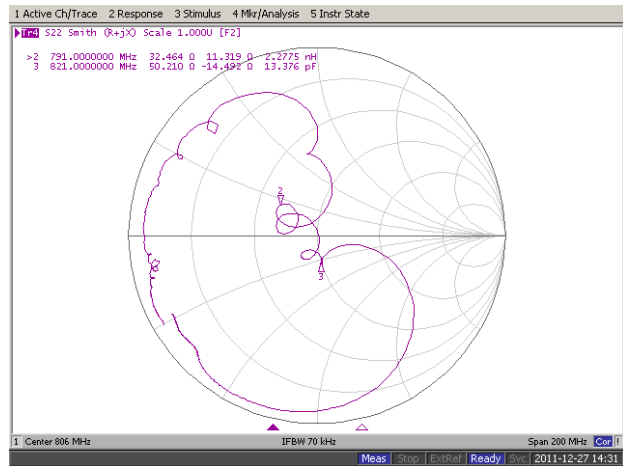 1 Active Ch/Trace 2 Response 3 Stimulus 4 Mkr/Analysis 5 Instr State
Tr4 S22 Smith (R+jX) Scale 1.000U [F2]
>2 791.0000000 MHz 32.464 Ω 11.319 Ω 2.2775 nH
3 821.0000000 MHz 50.210 Ω -14.492 Ω 13.376 pF
2
3
1 Center 806 MHz IFBW 70 kHz Span 200 MHz Cor !
Meas Stop ExtRef Ready Svc 2011-12-27 14:31